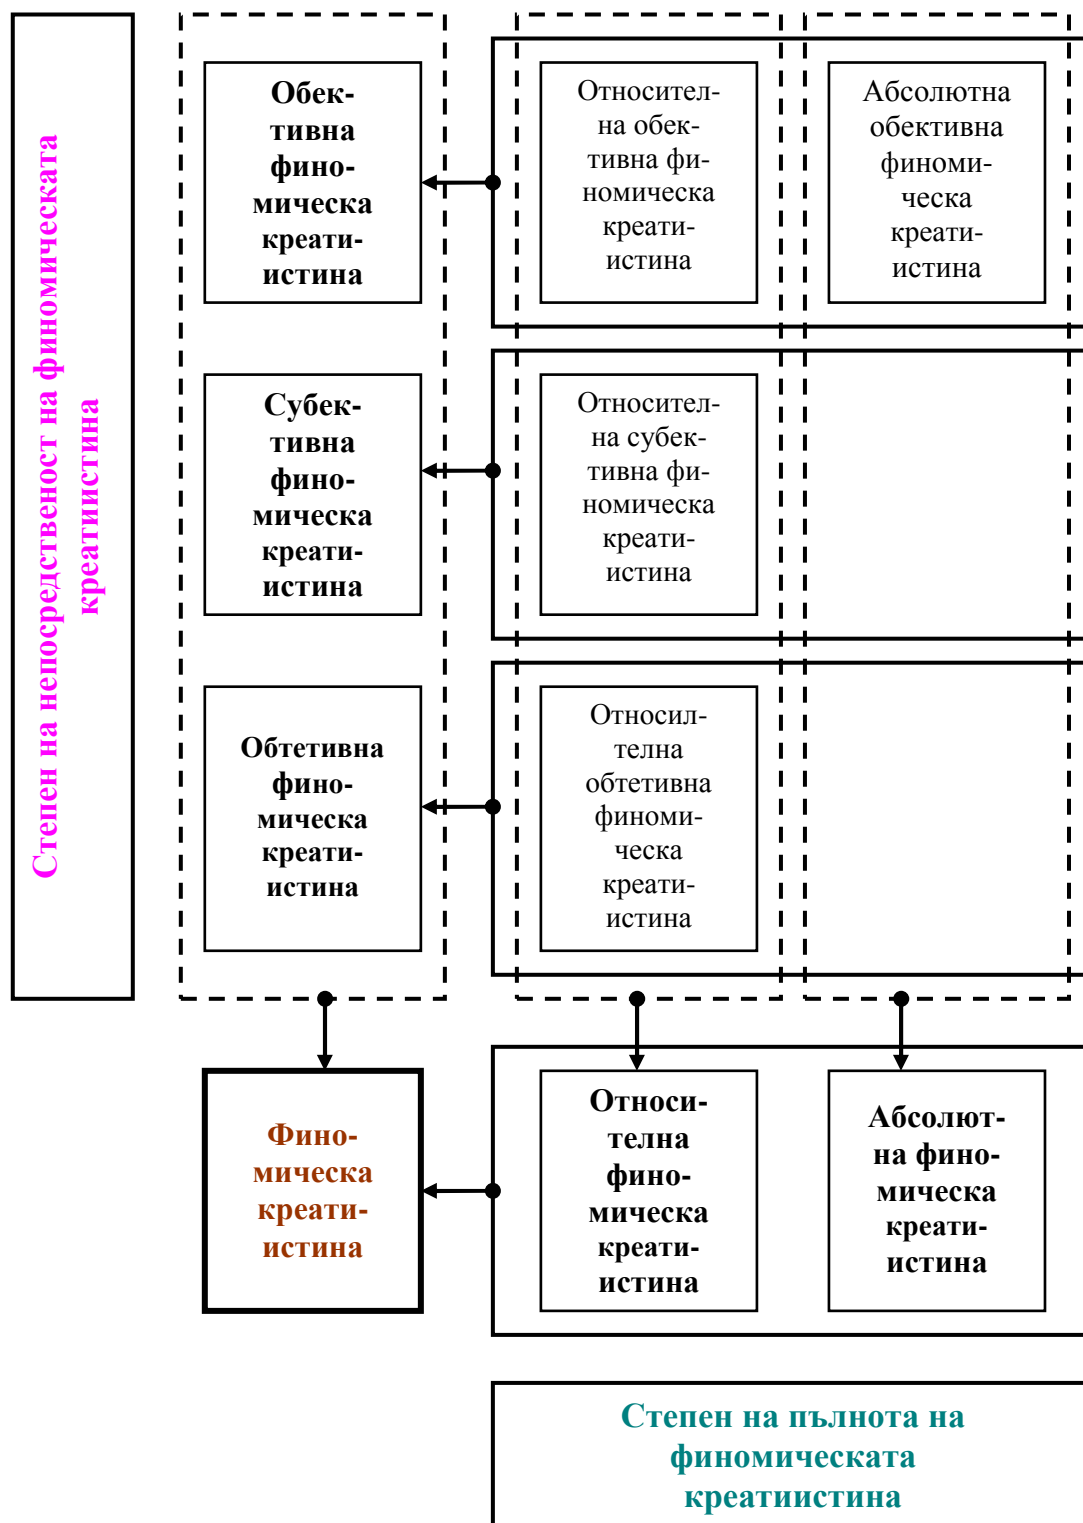 Степен на непосредственост на финомическата
креатиистина
Обек-
тивна
фино-
мическа
креати-
истина
Относител-
на обек-
тивна фи-
номическа
креати-
истина
Абсолютна
обективна
финоми-
ческа
креати-
истина
Субек-
тивна
фино-
мическа
креати-
истина
Относител-
на субек-
тивна фи-
номическа
креати-
истина
Обтетивна
фино-
мическа
креати-
истина
Относил-
телна
обтетивна
финоми-
ческа
креати-
истина
Фино-
мическа
креати-
истина
Относи-
телна
фино-
мическа
креати-
истина
Абсолют-
на фино-
мическа
креати-
истина
Степен на пълнота на
финомическата
креатиистина